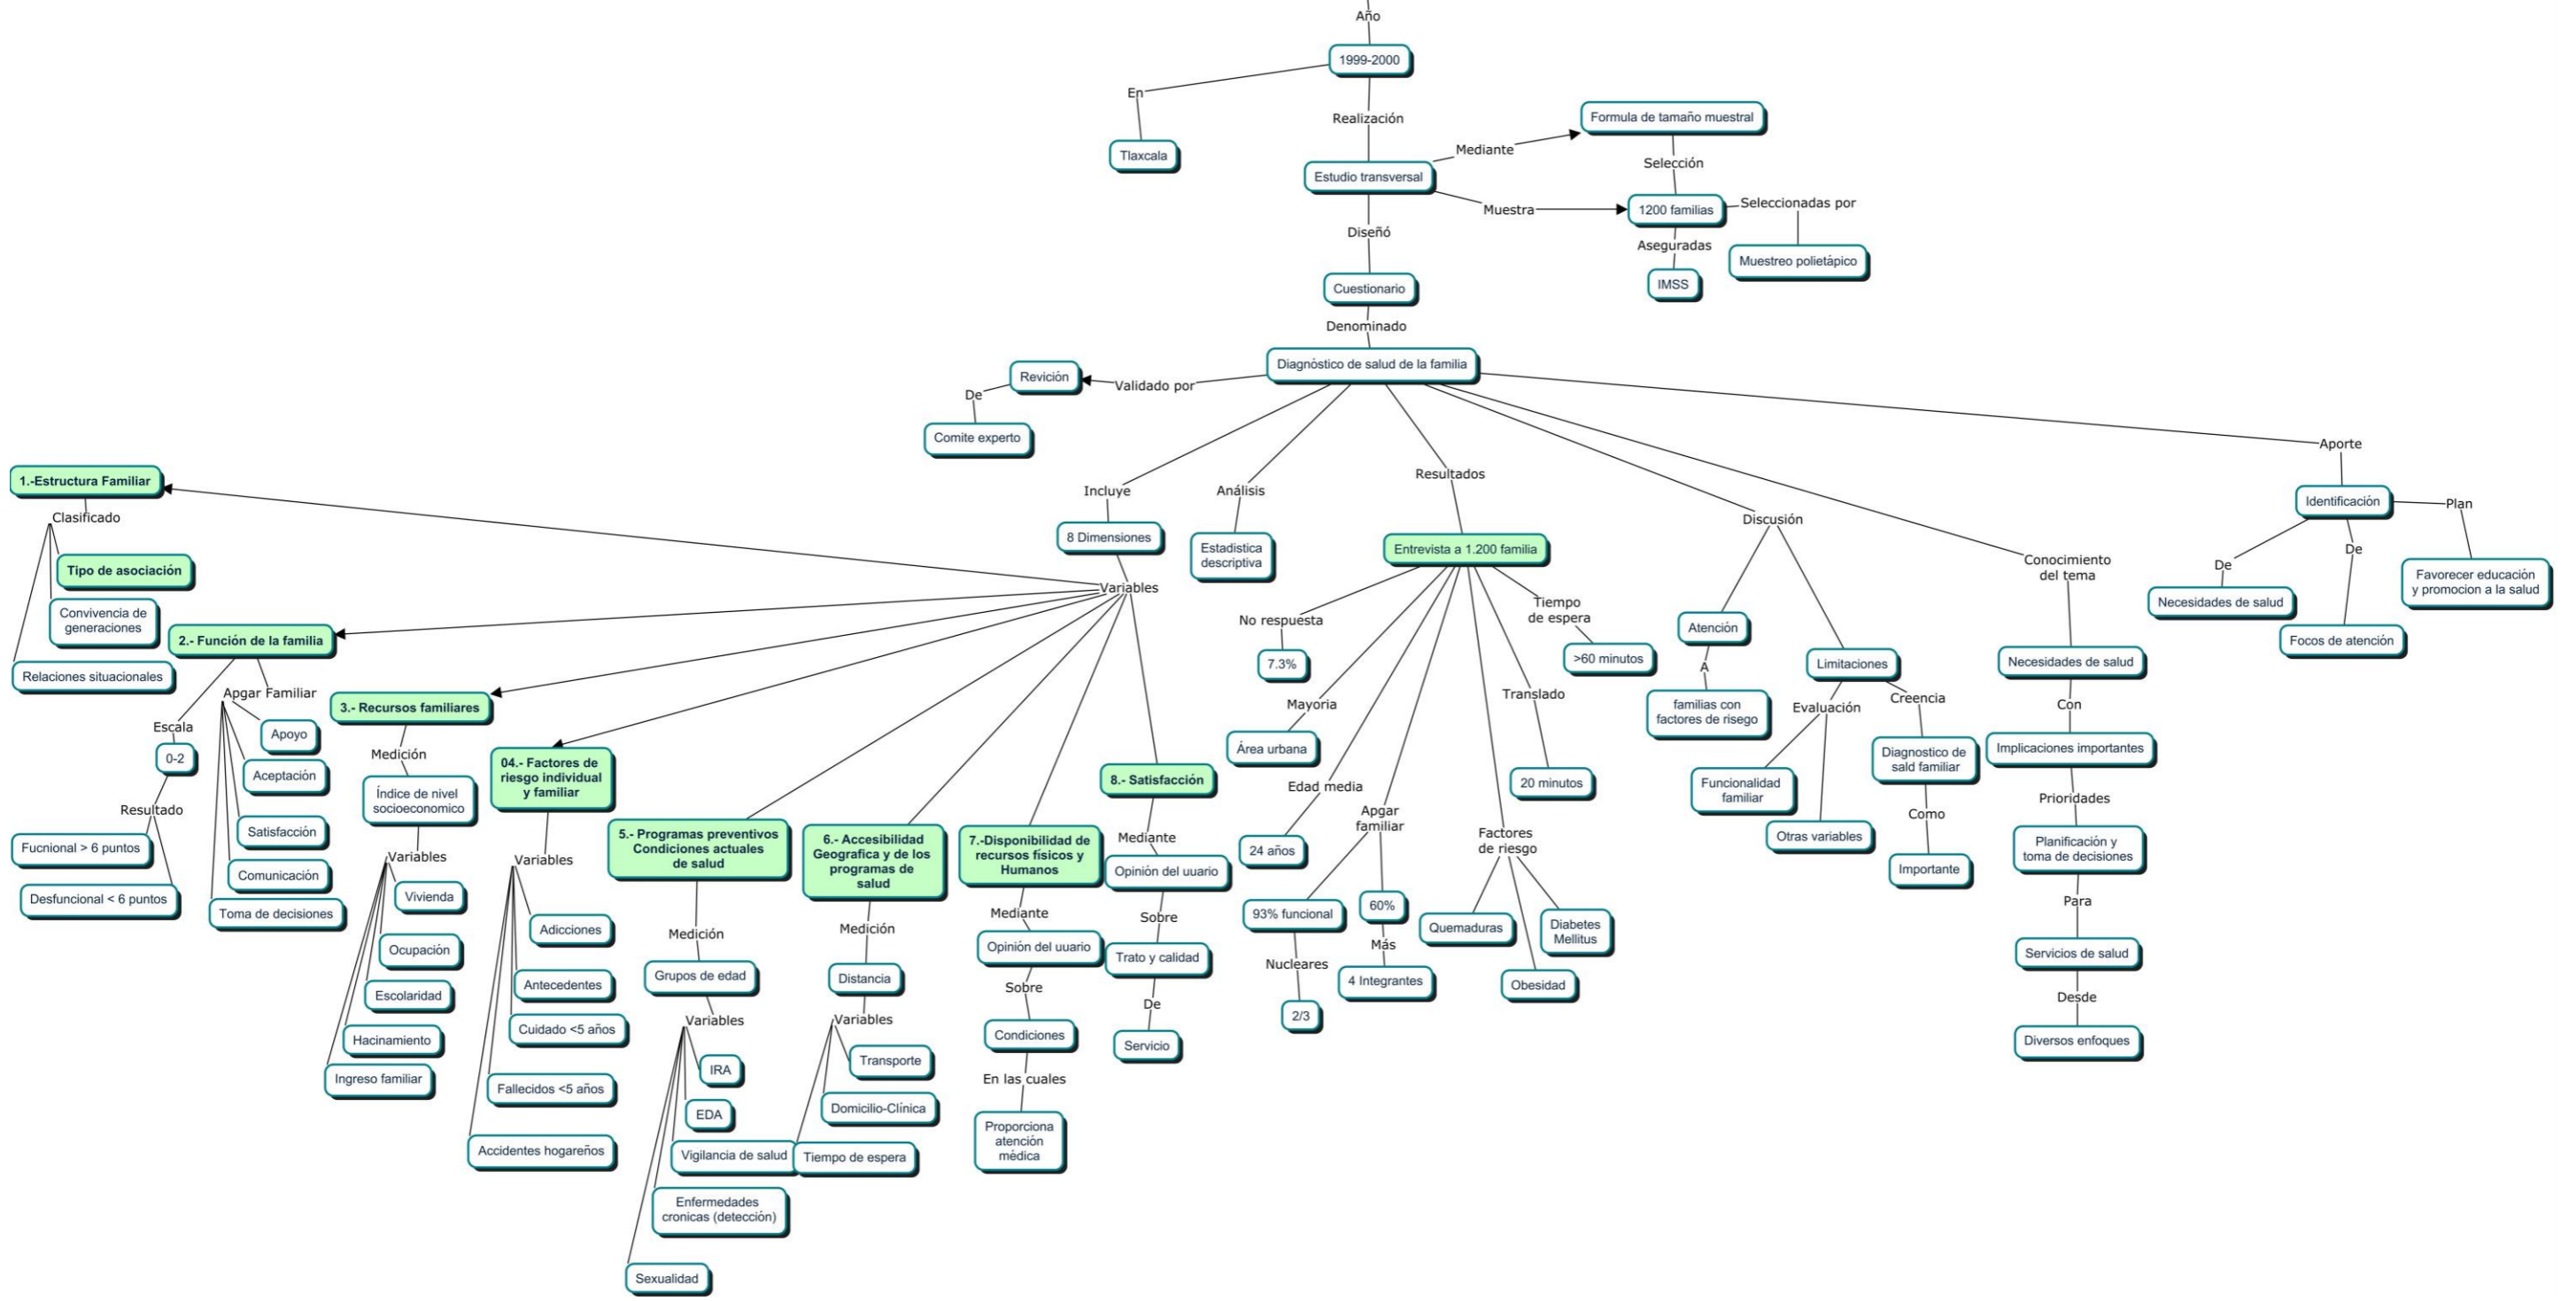 Año
1999-2000
En
Tlaxcala
Realización
Estudio transversal
Mediante
Formula de tamaño muestral
Selección
Muestra
1200 familias
Seleccionadas por
Muestreo polietápico
Aseguradas
IMSS
Diseñó
Cuestionario
Denominado
Diagnóstico de salud de la familia
Validado por
Revición
De
Comite experto
Incluye
8 Dimensiones
Variables
1.-Estructura Familiar
Clasificado
Tipo de asociación
Convivencia de
generaciones
Relaciones situacionales
2.- Función de la familia
Escala
0-2
Resultado
Fucnional > 6 puntos
Desfuncional < 6 puntos
Apgar Familiar
Apoyo
Aceptación
Satisfacción
Comunicación
Toma de decisiones
3.- Recursos familiares
Medición
Índice de nivel
socioeconomico
Variables
Vivienda
Ocupación
Escolaridad
Hacinamiento
Ingreso familiar
04.- Factores de
riesgo individual
y familiar
Variables
Adicciones
Antecedentes
Cuidado <5 años
Fallecidos <5 años
Accidentes hogareños
5.- Programas preventivos
Condiciones actuales
de salud
Medición
Grupos de edad
Variables
IRA
EDA
Vigilancia de salud
Enfermedades
cronicas (detección)
Sexualidad
6.- Accesibilidad
Geografica y de los
programas de
salud
Medición
Distancia
Variables
Transporte
Domicilio-Clínica
Tiempo de espera
7.-Disponibilidad de
recursos físicos y
Humanos
Mediante
Opinión del uuario
Sobre
Condiciones
En las cuales
Proporciona
atención
médica
8.- Satisfacción
Mediante
Opinión del uuario
Sobre
Trato y calidad
De
Servicio
Análisis
Estadistica
descriptiva
Resultados
Entrevista a 1.200 familia
No respuesta
7.3%
Mayoria
Área urbana
Edad media
24 años
Apgar
familiar
93% funcional
Nucleares
2/3
60%
Más
4 Integrantes
Factores
de riesgo
Quemaduras
Obesidad
Diabetes
Mellitus
Translado
20 minutos
Tiempo
de espera
>60 minutos
Discusión
Atención
A
familias con
factores de risego
Limitaciones
Evaluación
Funcionalidad
familiar
Otras variables
Creencia
Diagnostico de
sald familiar
Como
Importante
Conocimiento
del tema
Necesidades de salud
Con
Implicaciones importantes
Prioridades
Planificación y
toma de decisiones
Para
Servicios de salud
Desde
Diversos enfoques
Aporte
Identificación
De
Necesidades de salud
De
Focos de atención
Plan
Favorecer educación
y promocion a la salud